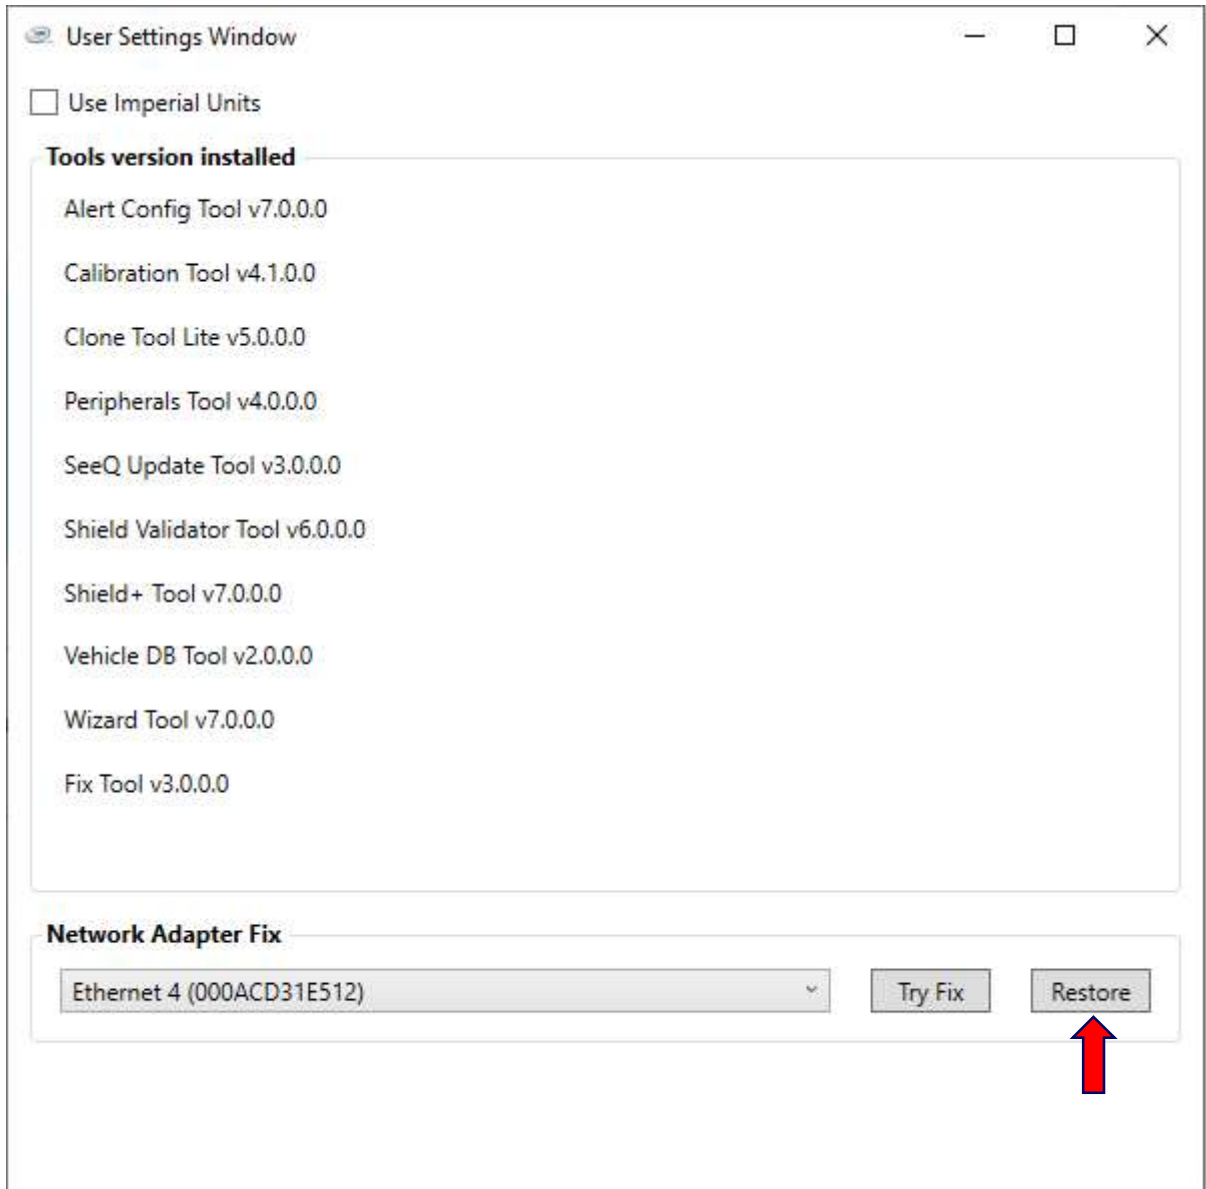 User Settings Window
Use Imperial Units
Tools version installed
Alert Config Tool v7.0.0.0
Calibration Tool v4.1.0.0
Clone Tool Lite v5.0.0.0
Peripherals Tool v4.0.0.0
SeeQ Update Tool v3.0.0.0
Shield Validator Tool v6.0.0.0
Shield+ Tool v7.0.0.0
Vehicle DB Tool v2.0.0.0
Wizard Tool v7.0.0.0
Fix Tool v3.0.0.0
Network Adapter Fix
Ethernet 4 (000ACD31E512) Try Fix Restore